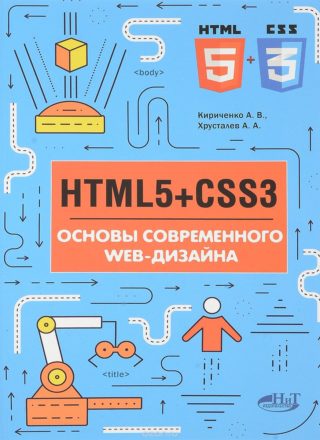 HTML CSS
5 + 3
<body>
Кириченко А. В.,
Хрусталев А. А.
HTML5+CSS3
ОСНОВЫ СОВРЕМЕННОГО
WEB-ДИЗАЙНА
<title>
НиТ